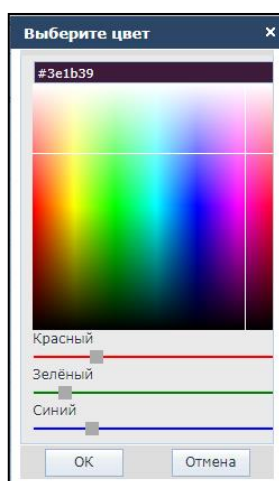 Выберите цвет ×
#3e1b39
Красный
Зелёный
Синий
OK Отмена